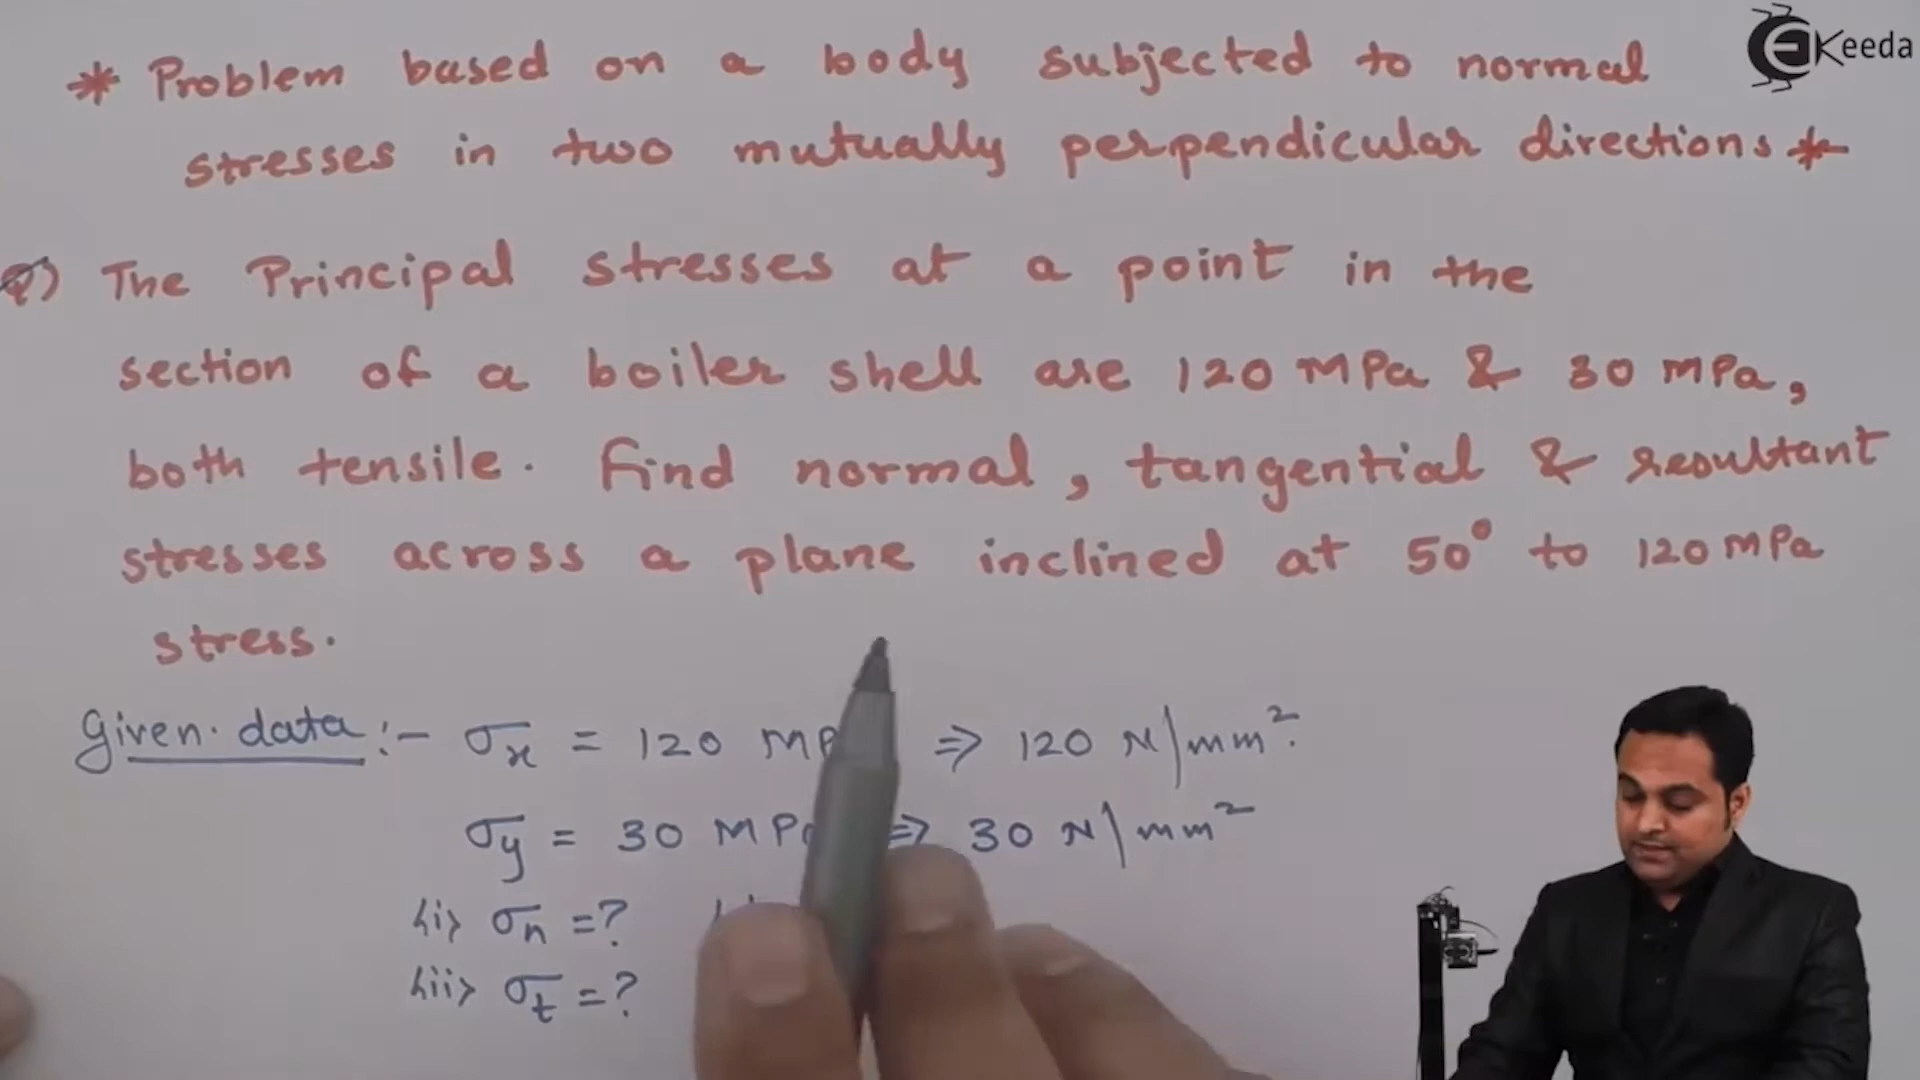 EKeeda
* Problem based on a body subjected to normal
stresses in two mutually perpendicular directions *
Q) The Principal stresses at a point in the
section of a boiler shell are 120 MPa & 30 MPa,
both tensile. Find normal, tangential & resultant
stresses across a plane inclined at 50° to 120 MPa
stress.
Given data :- σx = 120 ⇒ 120 N/mm².
σy = 30 MPa ⇒ 30 N/mm²
(i) σn = ?
(ii) σt = ?